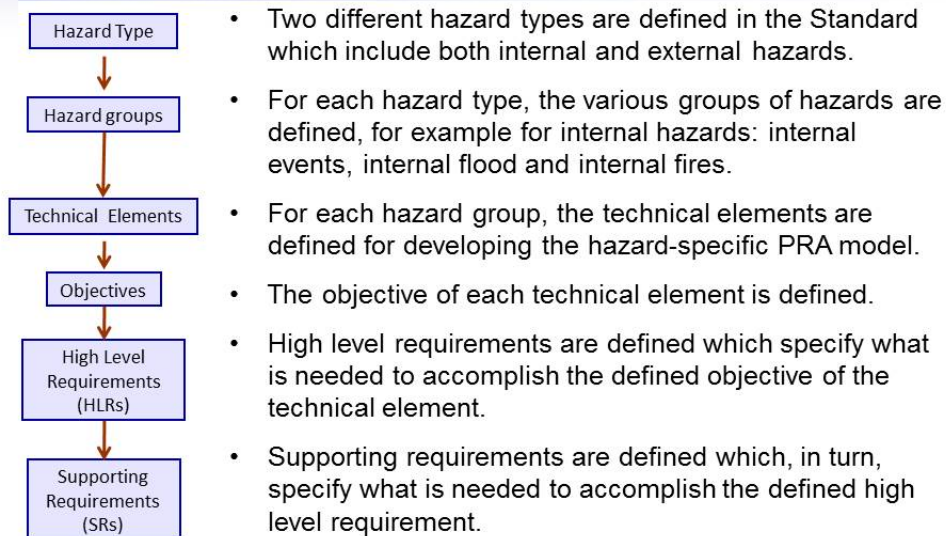 Hazard Type
• Two different hazard types are defined in the Standard
which include both internal and external hazards.
Hazard groups
• For each hazard type, the various groups of hazards are
defined, for example for internal hazards: internal
events, internal flood and internal fires.
Technical Elements
• For each hazard group, the technical elements are
defined for developing the hazard-specific PRA model.
Objectives
• The objective of each technical element is defined.
High Level
Requirements
(HLRs)
• High level requirements are defined which specify what
is needed to accomplish the defined objective of the
technical element.
Supporting
Requirements
(SRs)
• Supporting requirements are defined which, in turn,
specify what is needed to accomplish the defined high
level requirement.